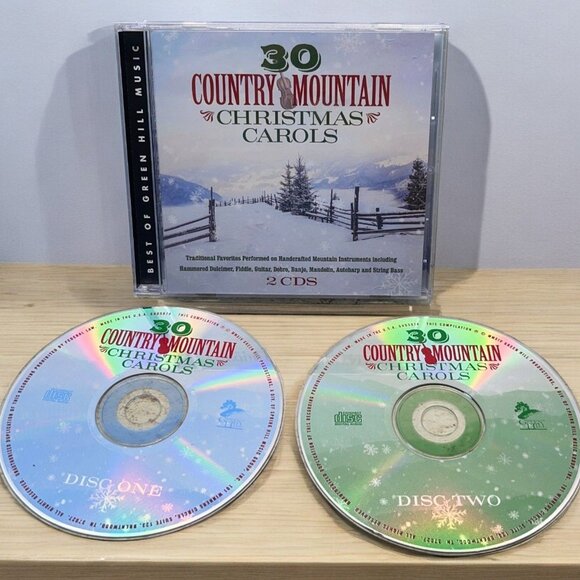 BEST OF GREEN HILL MUSIC
30
COUNTRY MOUNTAIN
CHRISTMAS
CAROLS
Traditional Favorites Performed on Handcrafted Mountain Instruments including
Hammered Dulcimer, Fiddle, Guitar, Dobro, Banjo, Mandolin, Autoharp and String Bass
2 CDS
30
COUNTRY MOUNTAIN
CHRISTMAS
CAROLS
DISC ONE
30
COUNTRY MOUNTAIN
CHRISTMAS
CAROLS
DISC TWO